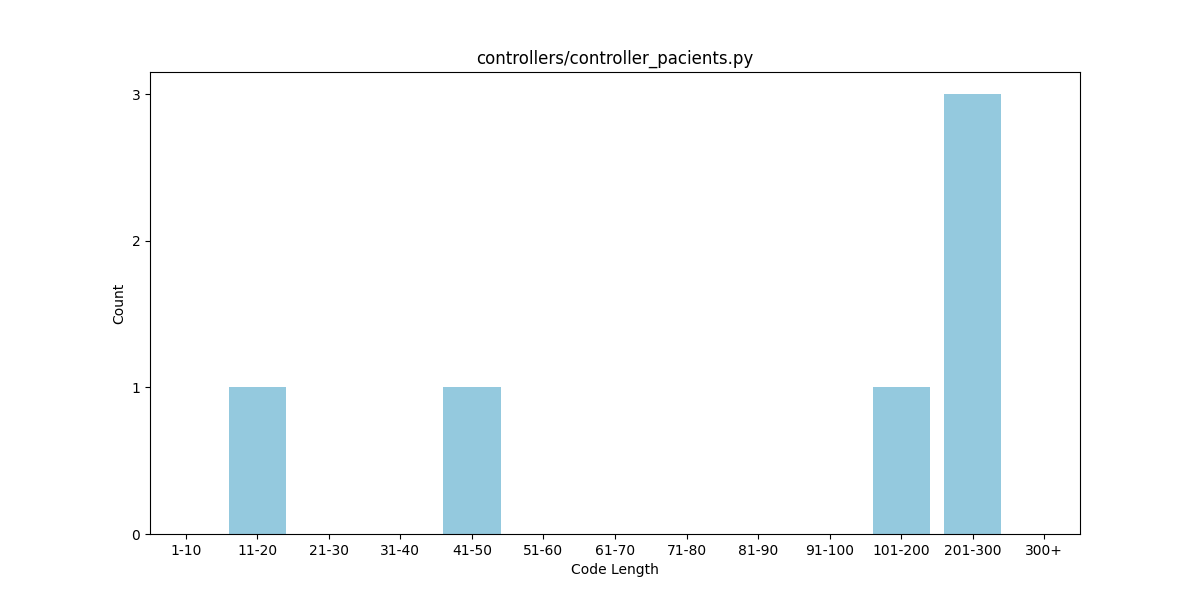 controllers/controller_pacients.py
3
2
1
0
Count
1-10 11-20 21-30 31-40 41-50 51-60 61-70 71-80 81-90 91-100 101-200 201-300 300+
Code Length